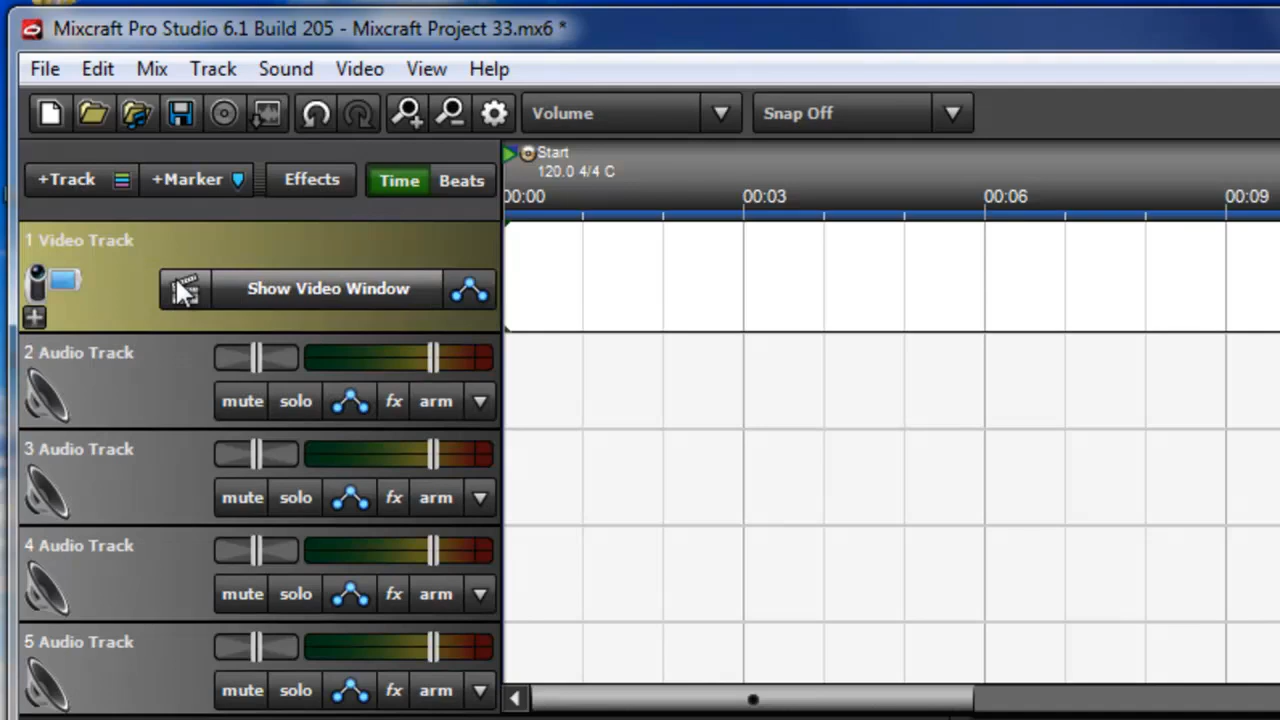 Mixcraft Pro Studio 6.1 Build 205 - Mixcraft Project 33.mx6 *
File Edit Mix Track Sound Video View Help
Volume Snap Off
+Track +Marker Effects Time Beats
Start
120.0 4/4 C
00:00 00:03 00:06 00:09
1 Video Track
Show Video Window
2 Audio Track
mute solo fx arm
3 Audio Track
mute solo fx arm
4 Audio Track
mute solo fx arm
5 Audio Track
mute solo fx arm